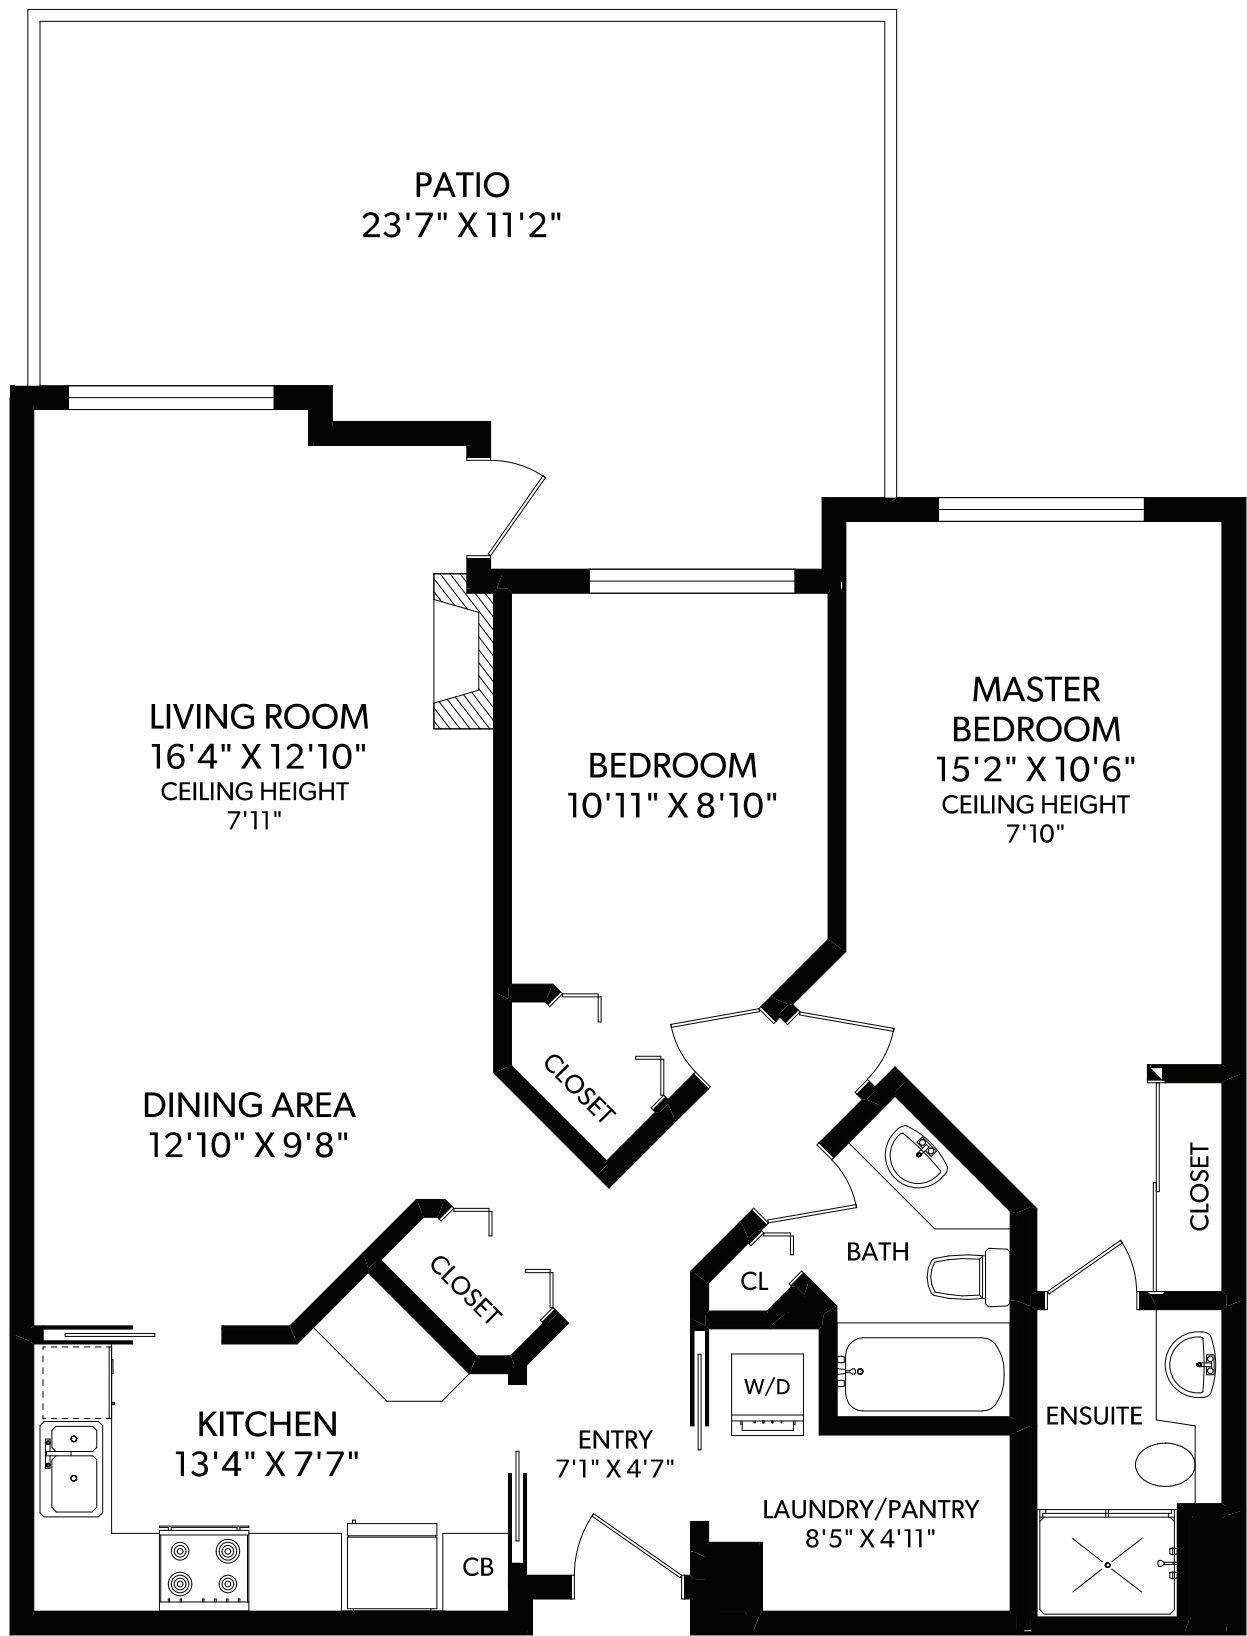 PATIO
23'7" X 11'2"
LIVING ROOM
16'4" X 12'10"
CEILING HEIGHT
7'11"
BEDROOM
10'11" X 8'10"
MASTER
BEDROOM
15'2" X 10'6"
CEILING HEIGHT
7'10"
CLOSET
DINING AREA
12'10" X 9'8"
CLOSET
CLOSET
BATH
CL
KITCHEN
13'4" X 7'7"
W/D
ENSUITE
ENTRY
7'1" X 4'7"
LAUNDRY/PANTRY
8'5" X 4'11"
CB